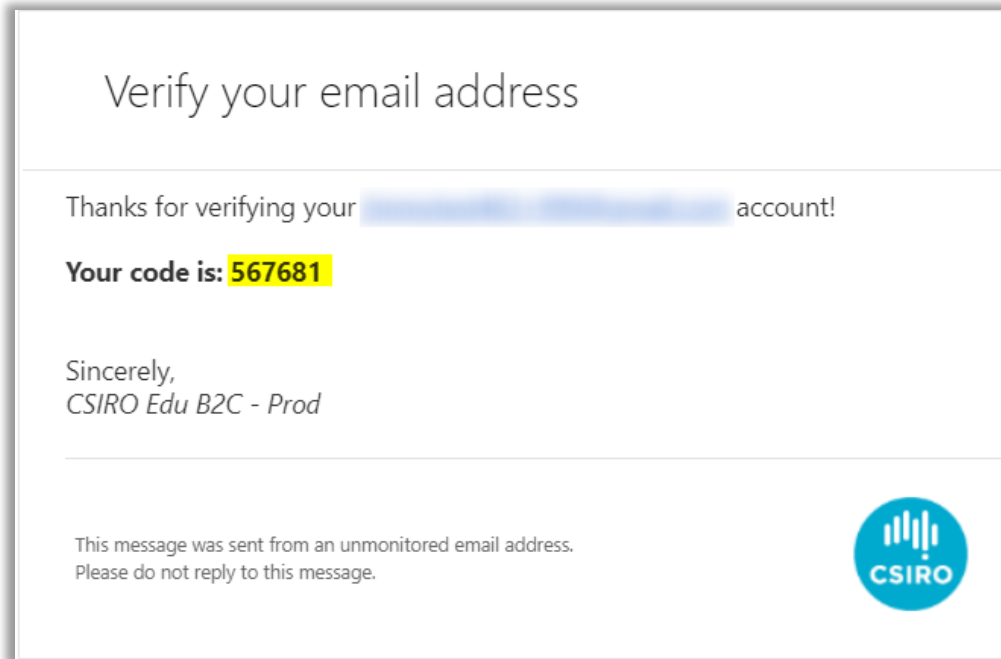 Verify your email address
Thanks for verifying your account!
Your code is: 567681
Sincerely,
CSIRO Edu B2C - Prod
This message was sent from an unmonitored email address.
Please do not reply to this message.
CSIRO